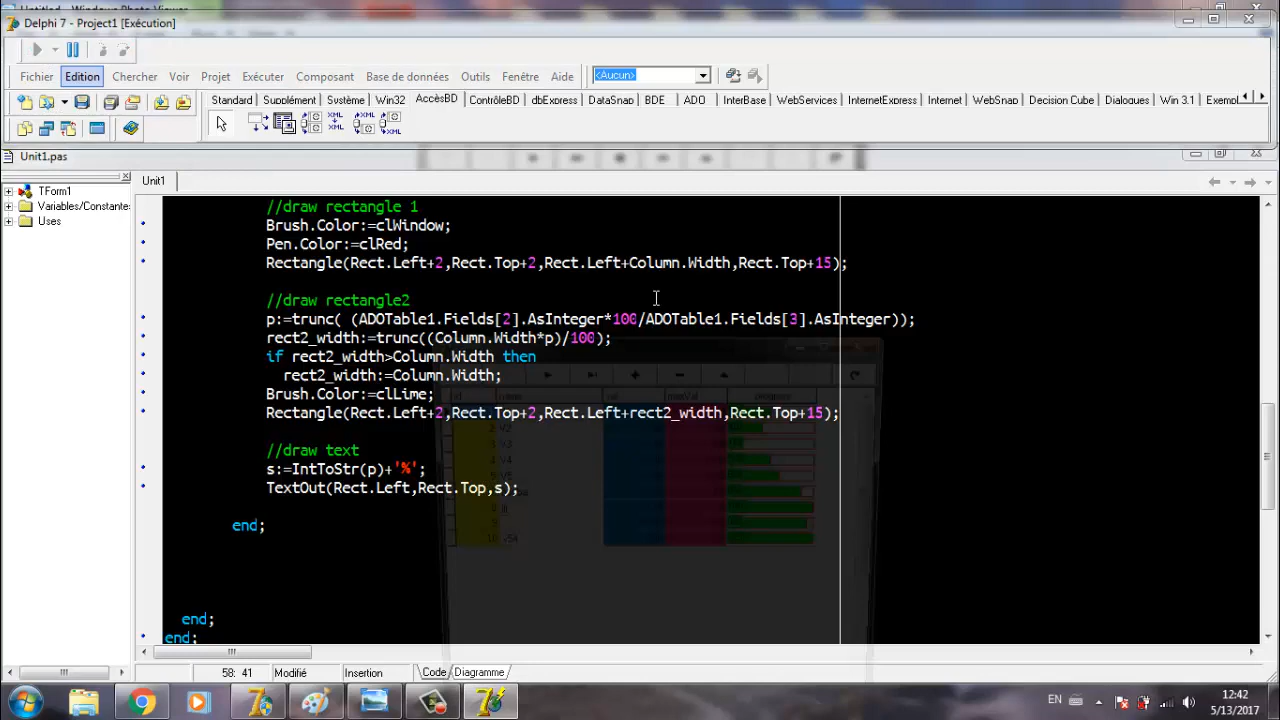 Untitled - Windows Photo Viewer
Delphi 7 - Project1 [Exécution]
Fichier Edition Chercher Voir Projet Exécuter Composant Base de données Outils Fenêtre Aide <Aucun>
Standard Supplément Système Win32 AccèsBD ContrôleBD dbExpress DataSnap BDE ADO InterBase WebServices InternetExpress Internet WebSnap Decision Cube Dialogues Win 3.1 Exempl
Unit1.pas
Unit1
TForm1
Variables/Constante
Uses
//draw rectangle 1
Brush.Color:=clWindow;
Pen.Color:=clRed;
Rectangle(Rect.Left+2,Rect.Top+2,Rect.Left+Column.Width,Rect.Top+15);
//draw rectangle2
p:=trunc( (ADOTable1.Fields[2].AsInteger*100/ADOTable1.Fields[3].AsInteger));
rect2_width:=trunc((Column.Width*p)/100);
if rect2_width>Column.Width then
rect2_width:=Column.Width;
Brush.Color:=clLime;
Rectangle(Rect.Left+2,Rect.Top+2,Rect.Left+rect2_width,Rect.Top+15);
//draw text
s:=IntToStr(p)+'%';
TextOut(Rect.Left,Rect.Top,s);
end;
end;
end;
58: 41 Modifié Insertion Code Diagramme
EN 12:42
5/13/2017